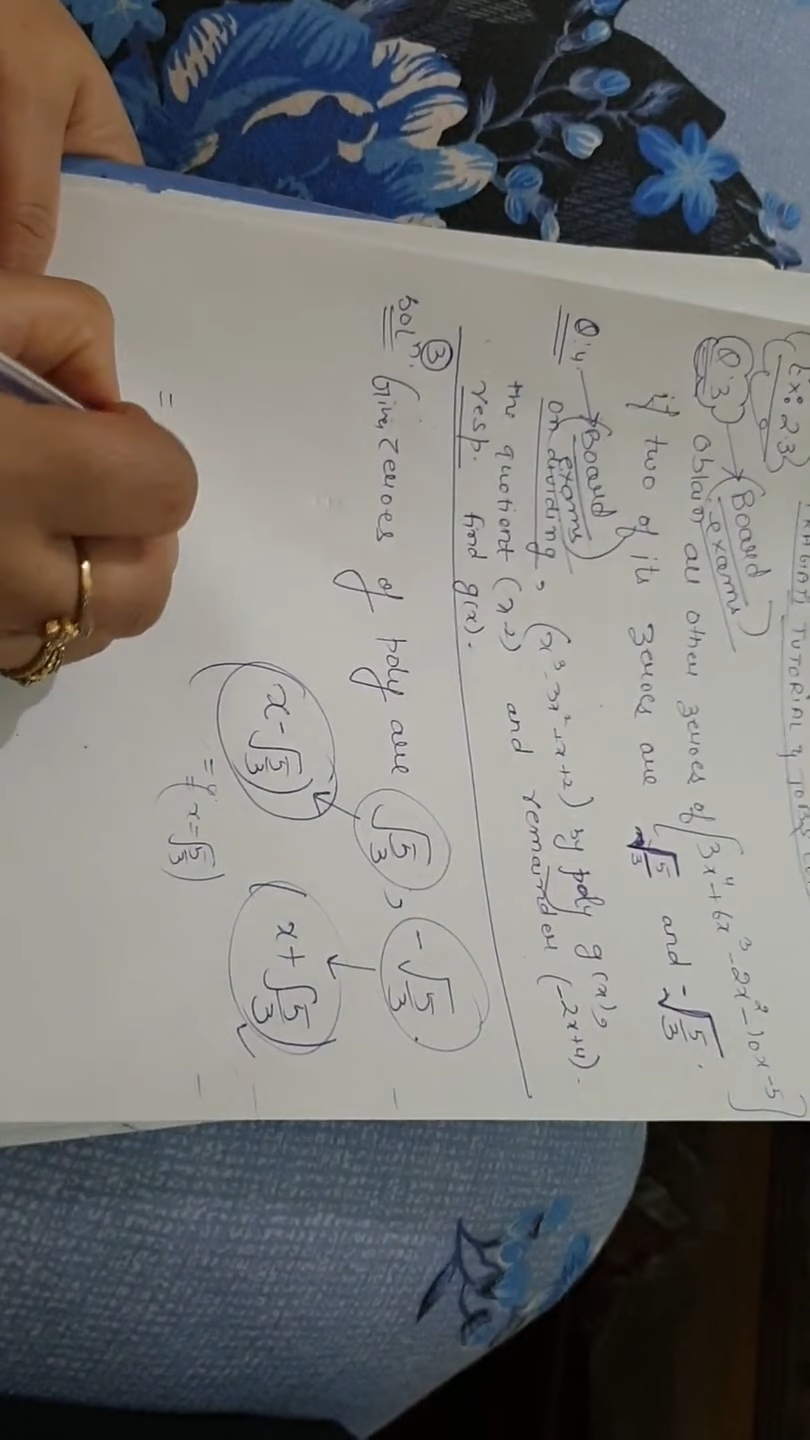 TUTORIAL
Ex: 2.3
Q.3 → Board exams
obtain all other zeroes of [3x⁴+6x³-2x²-10x-5]
if two of its zeroes are √5/3 and -√5/3.
Q.4. → Board exams
on dividing, (x³-3x²+x+2) by poly g(x),
the quotient (x-2) and remainder (-2x+4).
resp. find g(x).
③
Solⁿ: Given, zeroes of poly are √5/3, -√5/3.
(x-√5/3) (x+√5/3)
(x=√5/3)
=